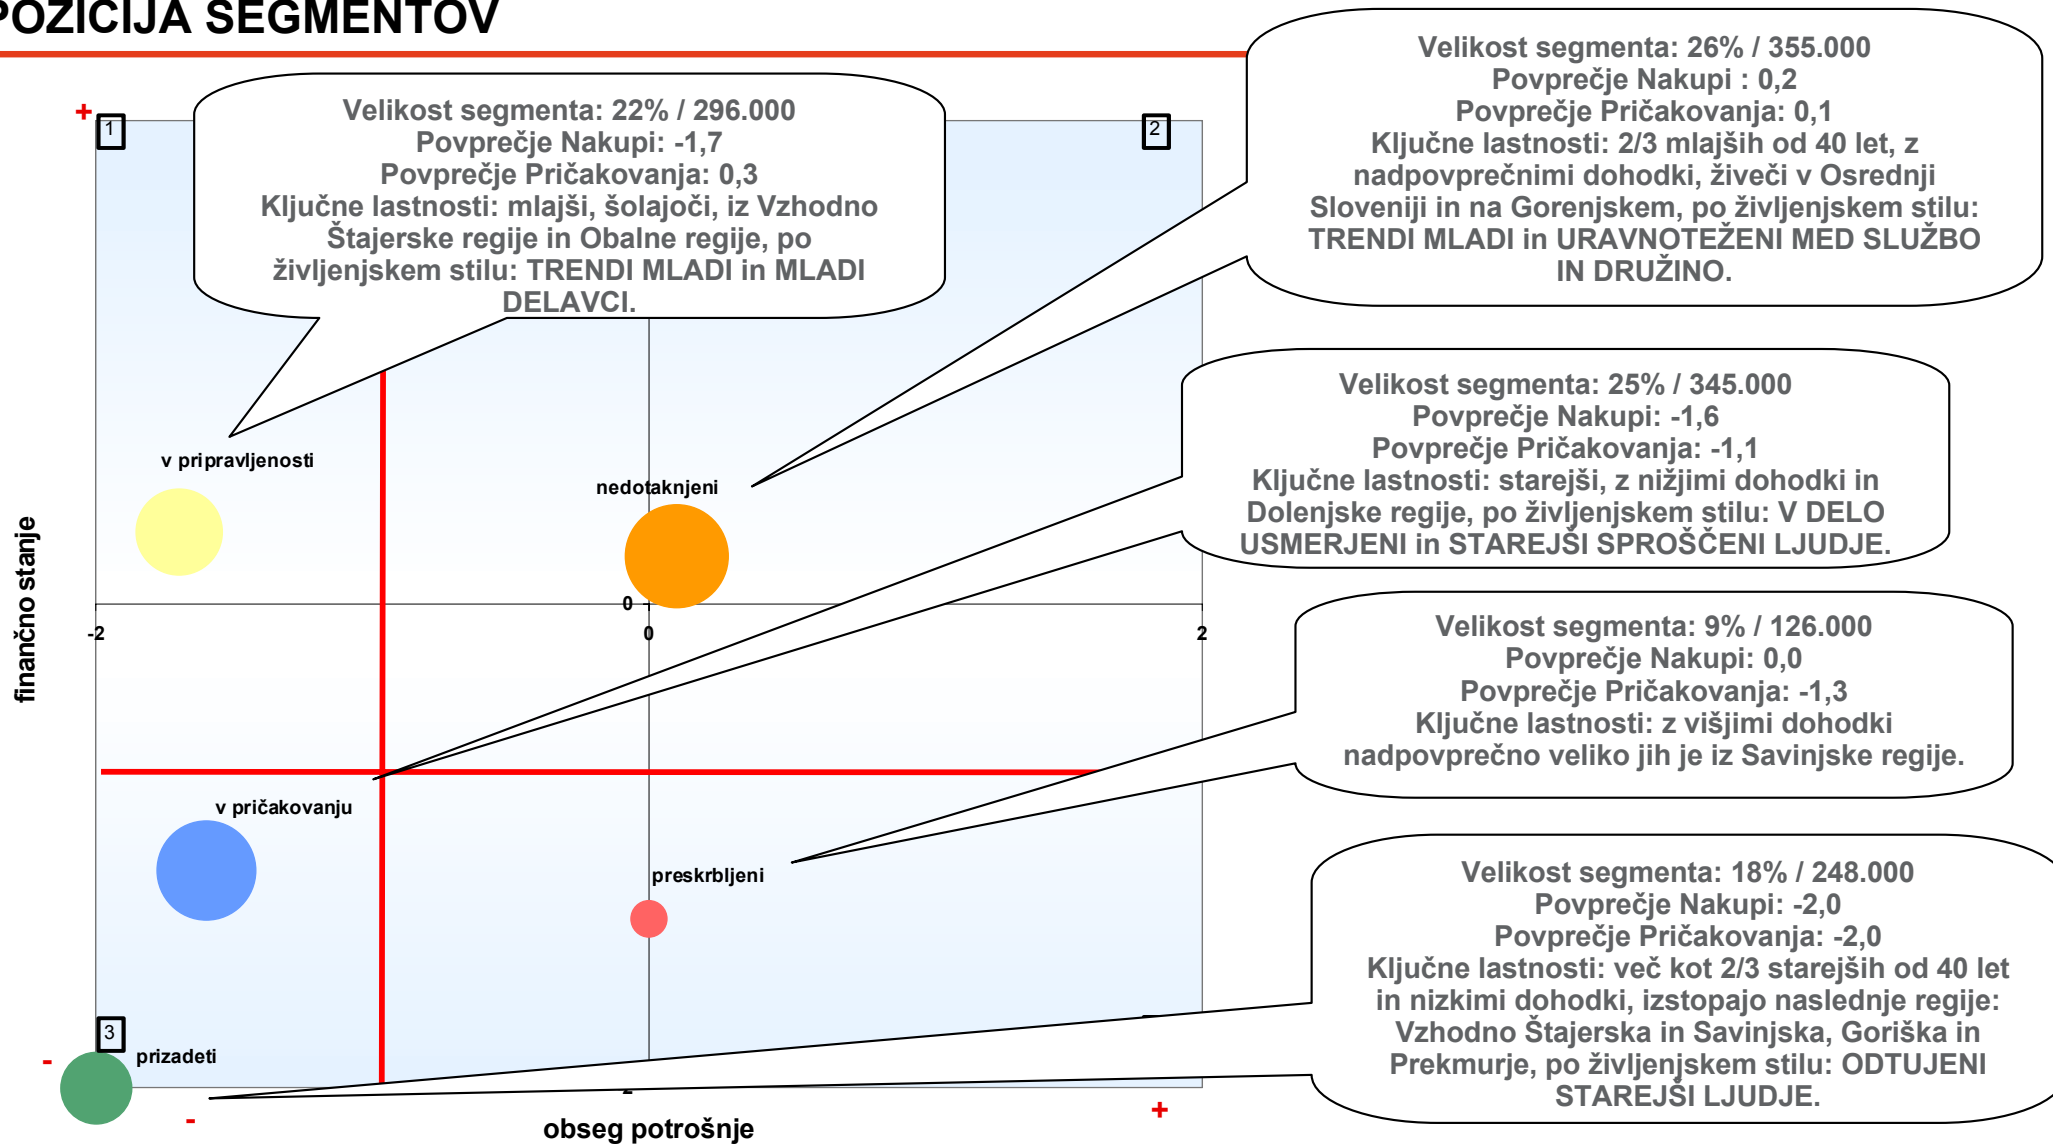 POZICIJA SEGMENTOV
Velikost segmenta: 26% / 355.000
Povprečje Nakupi : 0,2
Povprečje Pričakovanja: 0,1
Ključne lastnosti: 2/3 mlajših od 40 let, z
nadpovprečnimi dohodki, živeči v Osrednji
Sloveniji in na Gorenjskem, po življenjskem stilu:
TRENDI MLADI in URAVNOTEŽENI MED SLUŽBO
IN DRUŽINO.
Velikost segmenta: 22% / 296.000
Povprečje Nakupi: -1,7
Povprečje Pričakovanja: 0,3
Ključne lastnosti: mlajši, šolajoči, iz Vzhodno
Štajerske regije in Obalne regije, po
življenjskem stilu: TRENDI MLADI in MLADI
DELAVCI.
+
1
2
Velikost segmenta: 25% / 345.000
Povprečje Nakupi: -1,6
Povprečje Pričakovanja: -1,1
Ključne lastnosti: starejši, z nižjimi dohodki in
Dolenjske regije, po življenjskem stilu: V DELO
USMERJENI in STAREJŠI SPROŠČENI LJUDJE.
v pripravljenosti
nedotaknjeni
finančno stanje
0
-2
0
2
Velikost segmenta: 9% / 126.000
Povprečje Nakupi: 0,0
Povprečje Pričakovanja: -1,3
Ključne lastnosti: z višjimi dohodki
nadpovprečno veliko jih je iz Savinjske regije.
v pričakovanju
preskrbljeni
Velikost segmenta: 18% / 248.000
Povprečje Nakupi: -2,0
Povprečje Pričakovanja: -2,0
Ključne lastnosti: več kot 2/3 starejših od 40 let
in nizkimi dohodki, izstopajo naslednje regije:
Vzhodno Štajerska in Savinjska, Goriška in
Prekmurje, po življenjskem stilu: ODTUJENI
STAREJŠI LJUDJE.
3
prizadeti
-
-
+
obseg potrošnje